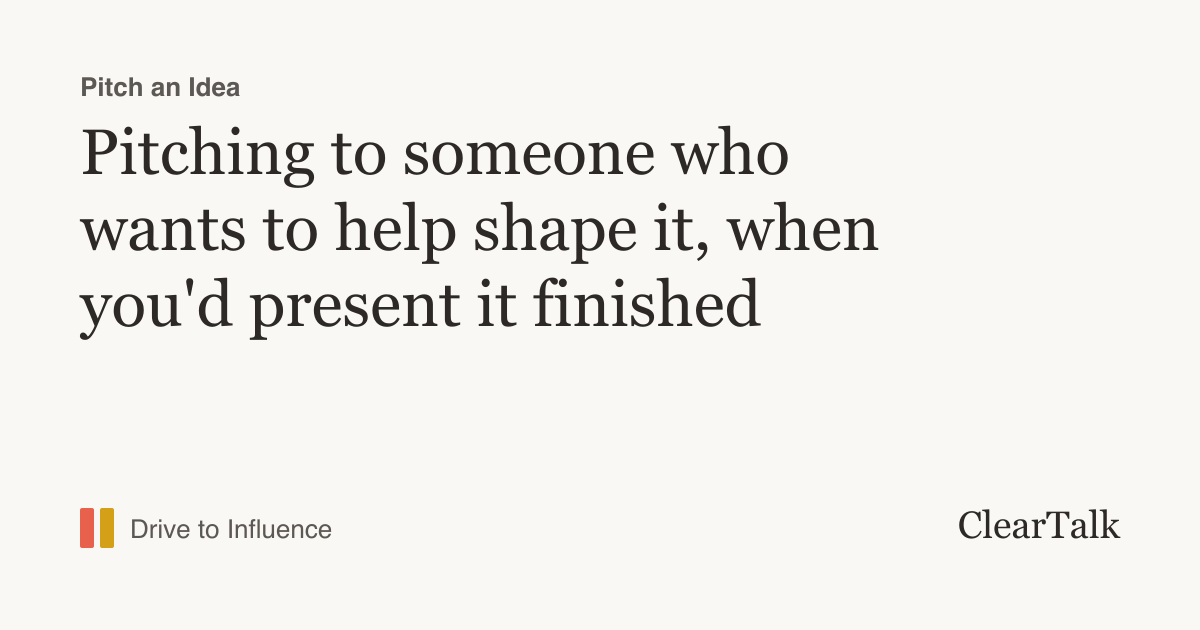 Pitch an Idea
Pitching to someone who
wants to help shape it, when
you'd present it finished
Drive to Influence
ClearTalk